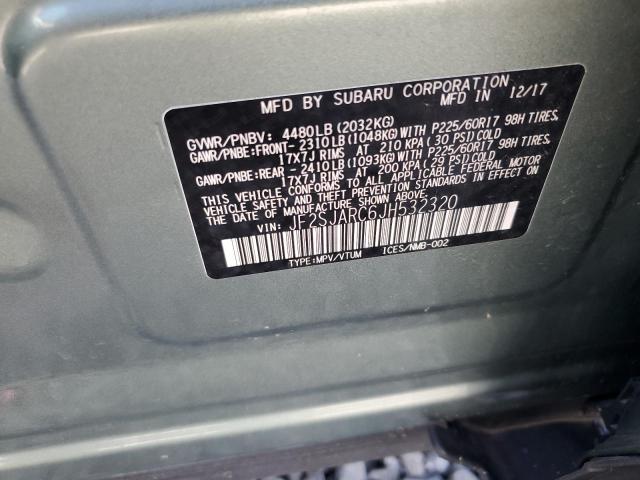 MFD BY SUBARU CORPORATION
MFD IN 12/17
GVWR/PNBV: 4480LB(2032KG)
GAWR/PNBE:FRONT- 2310LB(1048KG)WITH P225/60R17 98H TIRES,
17X7J RIMS AT 210 KPA (30 PSI)COLD
GAWR/PNBE:REAR - 2410LB(1093KG)WITH P225/60R17 98H TIRES,
17X7J RIMS AT 200 KPA (29 PSI)COLD
THIS VEHICLE CONFORMS TO ALL APPLICABLE FEDERAL MOTOR
VEHICLE SAFETY AND BUMPER STANDARDS IN EFFECT ON
THE DATE OF MANUFACTURE SHOWN ABOVE.
VIN: JF2SJARC6JH532320
TYPE:MPV/VTUM ICES/NMB-002